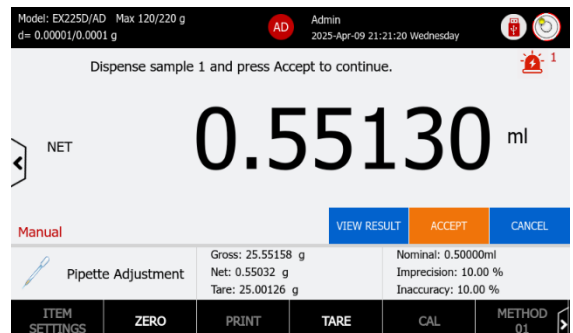 Model: EX225D/AD Max 120/220 g
d= 0.00001/0.0001 g
AD
Admin
2025-Apr-09 21:21:20 Wednesday
Dispense sample 1 and press Accept to continue.
1
NET
0.55130 ml
Manual
VIEW RESULT
ACCEPT
CANCEL
Pipette Adjustment
Gross: 25.55158 g
Net: 0.55032 g
Tare: 25.00126 g
Nominal: 0.50000ml
Imprecision: 10.00 %
Inaccuracy: 10.00 %
ITEM
SETTINGS
ZERO
PRINT
TARE
CAL
METHOD
01